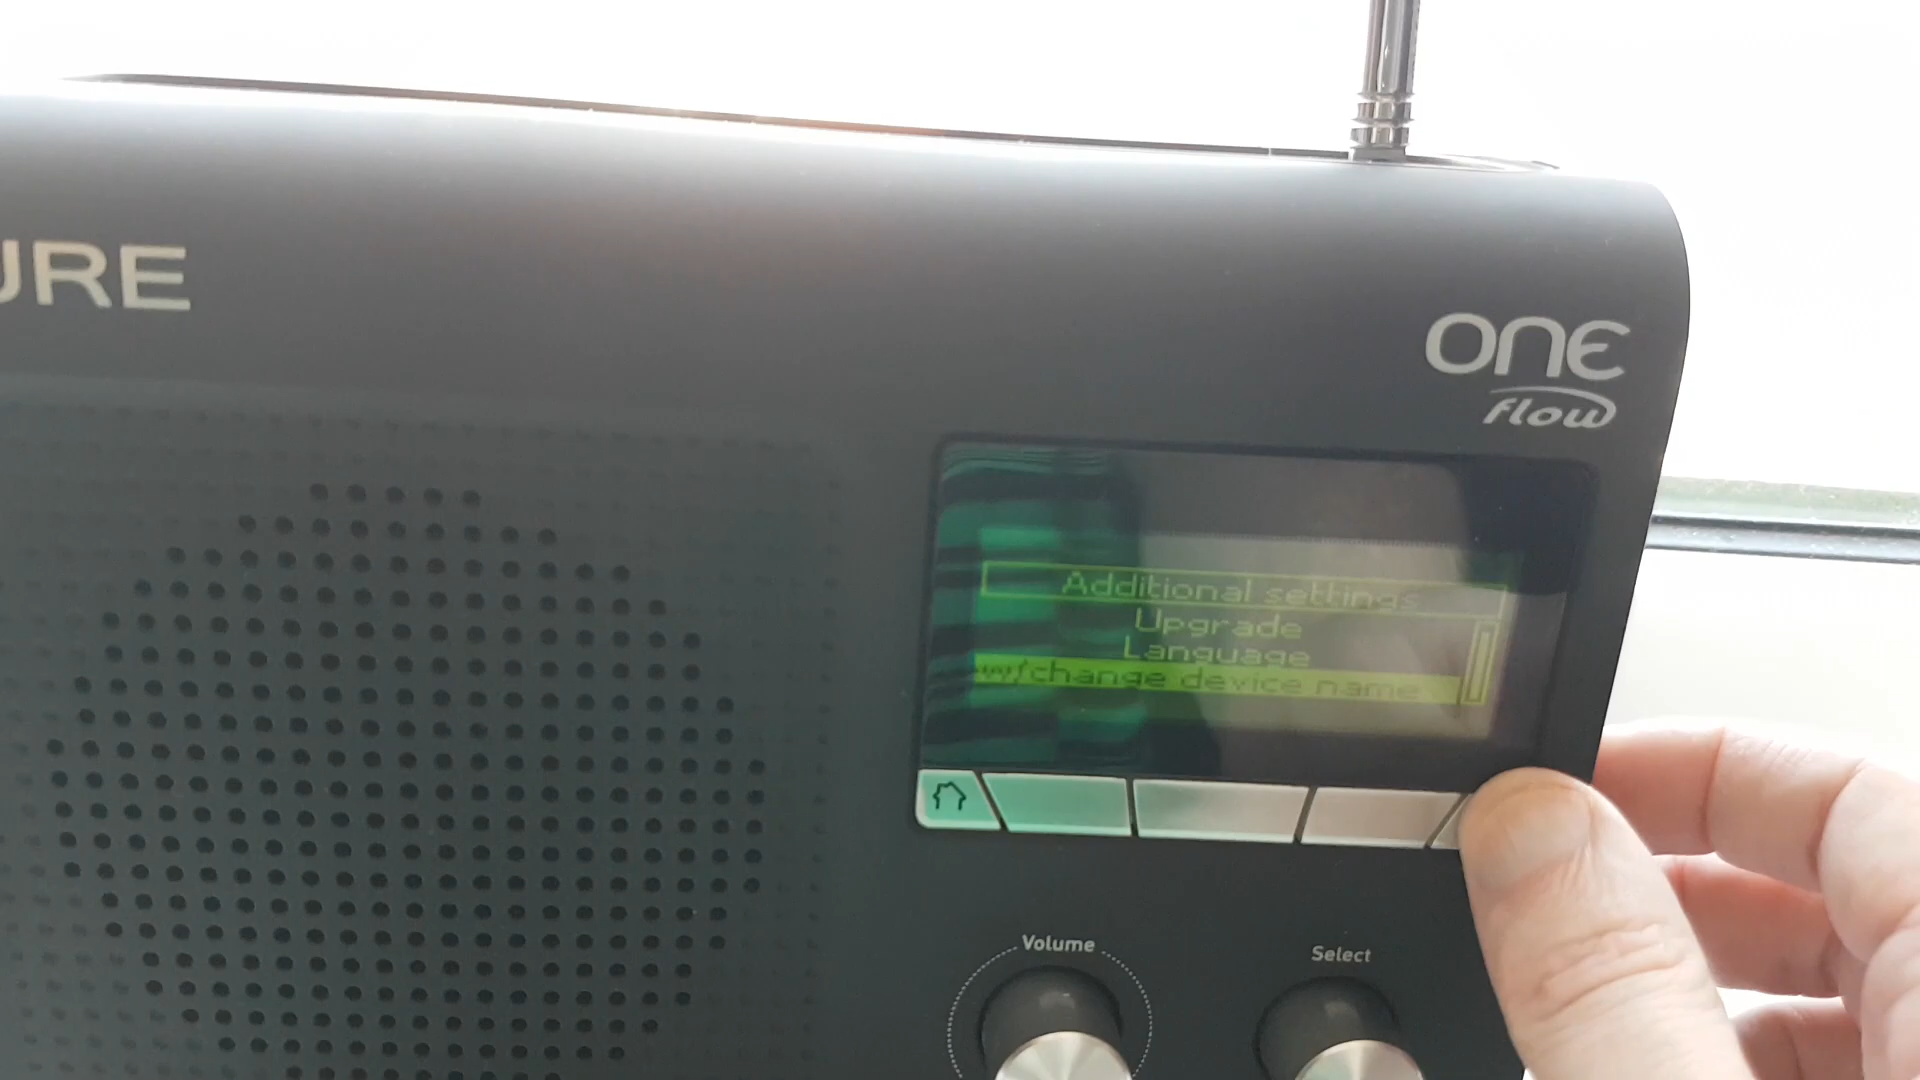 URE
ONE
flow
Additional settings
Upgrade
Language
w/change device name
Volume
Select